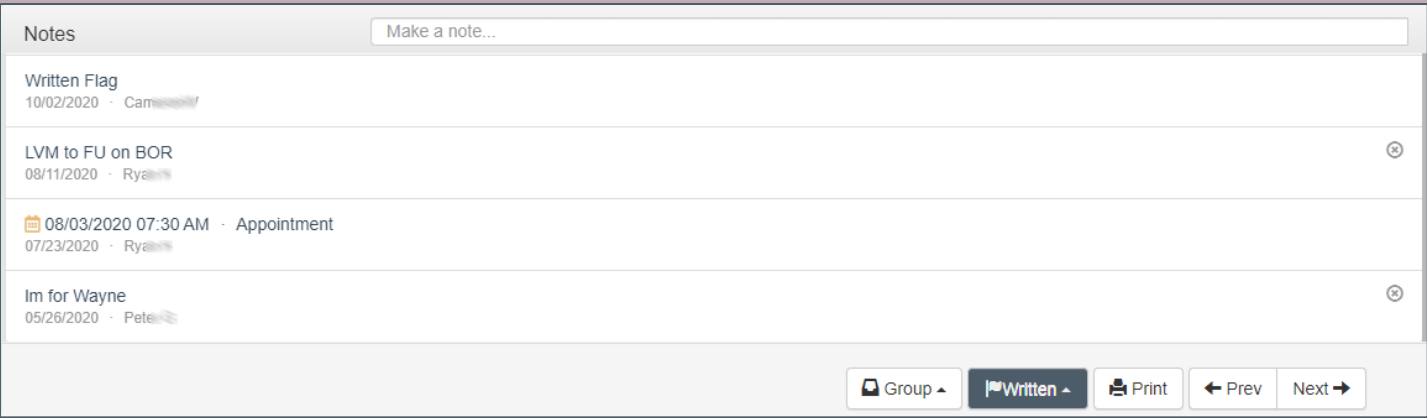 Notes
Make a note...
Written Flag
10/02/2020 ·
LVM to FU on BOR
08/11/2020 ·
08/03/2020 07:30 AM · Appointment
07/23/2020 ·
Im for Wayne
05/26/2020 ·
Group Written Print Prev Next